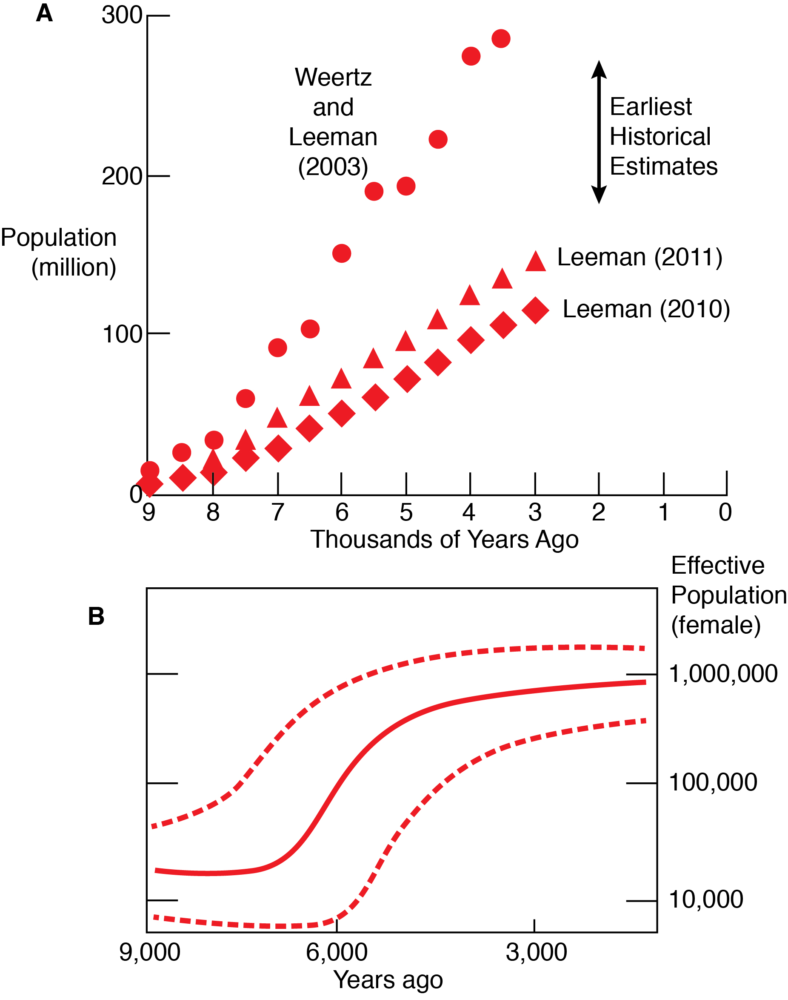 A
300
200
100
0
Population
(million)
Weertz
and
Leeman
(2003)
Earliest
Historical
Estimates
Leeman (2011)
Leeman (2010)
9 8 7 6 5 4 3 2 1 0
Thousands of Years Ago
B
Effective
Population
(female)
1,000,000
100,000
10,000
9,000 6,000 3,000
Years ago